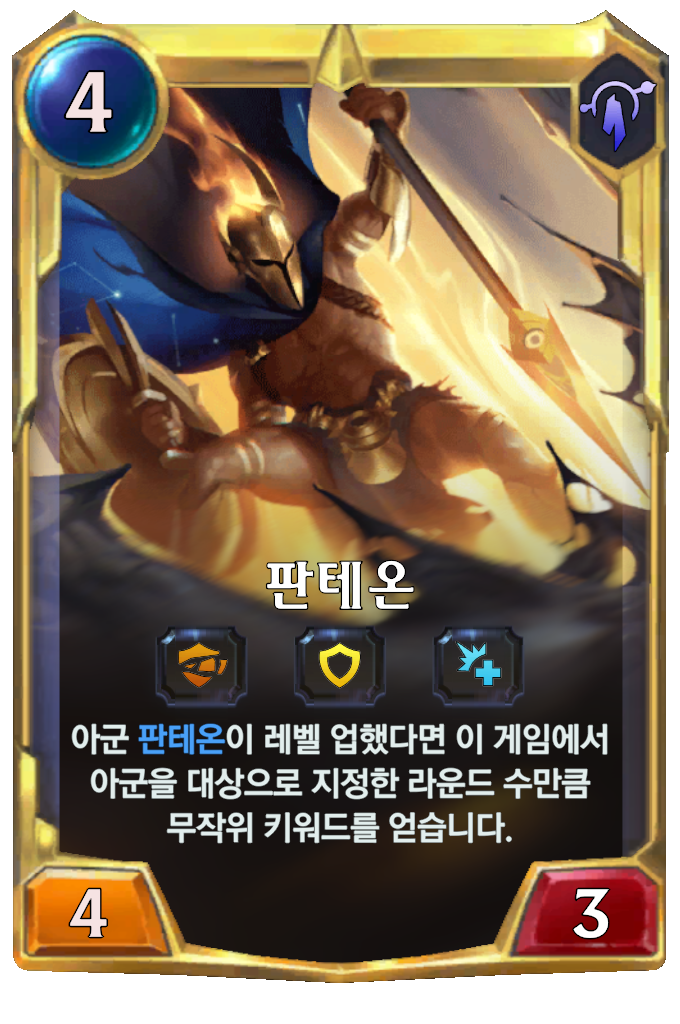 4
판테온
아군 판테온이 레벨 업했다면 이 게임에서
아군을 대상으로 지정한 라운드 수만큼
무작위 키워드를 얻습니다.
4
3